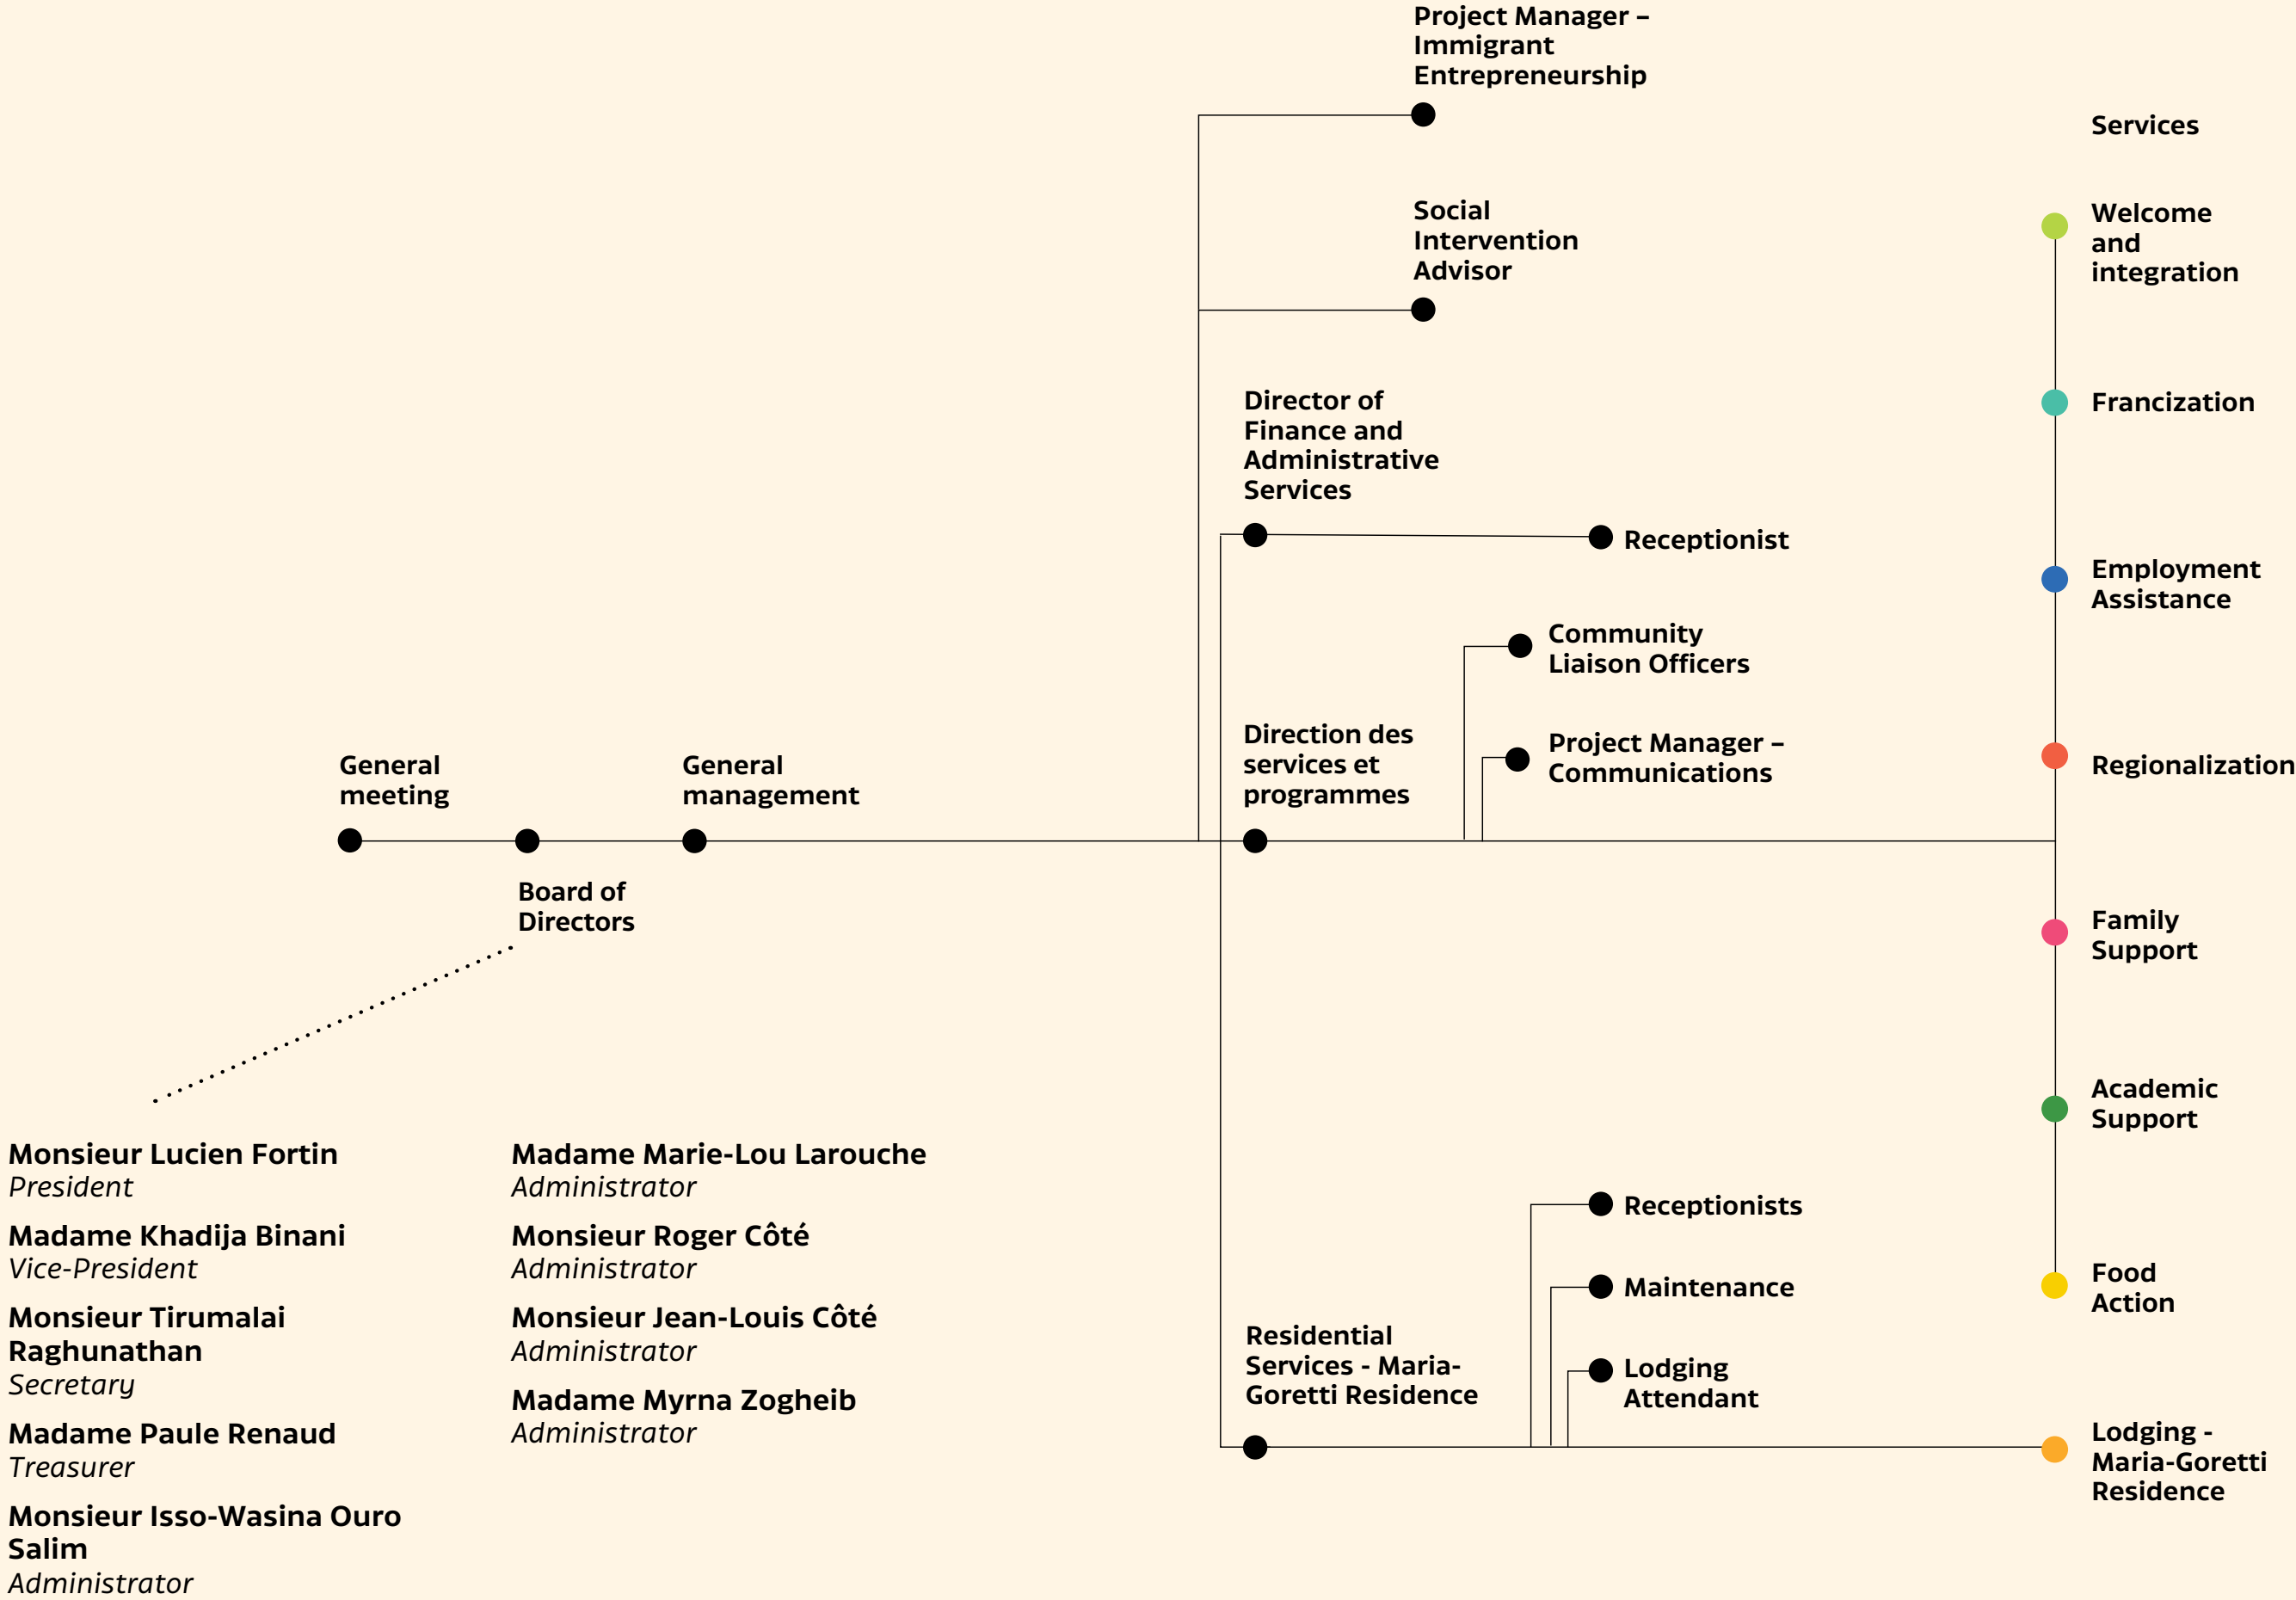 Project Manager –
Immigrant
Entrepreneurship
Services
Social
Intervention
Advisor
Welcome
and
integration
Director of
Finance and
Administrative
Services
Francization
Receptionist
Employment
Assistance
Community
Liaison Officers
Direction des
services et
programmes
Project Manager –
Communications
General
meeting
General
management
Regionalization
Board of
Directors
Family
Support
Academic
Support
Monsieur Lucien Fortin
President
Madame Khadija Binani
Vice-President
Monsieur Tirumalai
Raghunathan
Secretary
Madame Paule Renaud
Treasurer
Monsieur Isso-Wasina Ouro
Salim
Administrator
Madame Marie-Lou Larouche
Administrator
Monsieur Roger Côté
Administrator
Monsieur Jean-Louis Côté
Administrator
Madame Myrna Zogheib
Administrator
Receptionists
Maintenance
Lodging
Attendant
Residential
Services - Maria-
Goretti Residence
Food
Action
Lodging -
Maria-Goretti
Residence